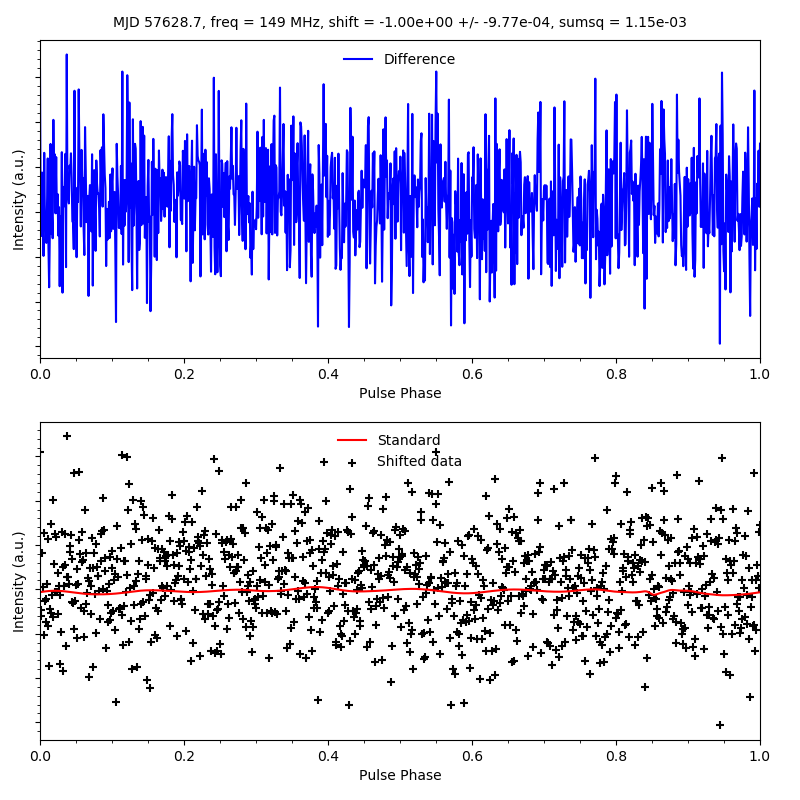 MJD 57628.7, freq = 149 MHz, shift = -1.00e+00 +/- -9.77e-04, sumsq = 1.15e-03
Difference
Intensity (a.u.)
0.0 0.2 0.4 0.6 0.8 1.0
Pulse Phase
Standard
Shifted data
Intensity (a.u.)
0.0 0.2 0.4 0.6 0.8 1.0
Pulse Phase